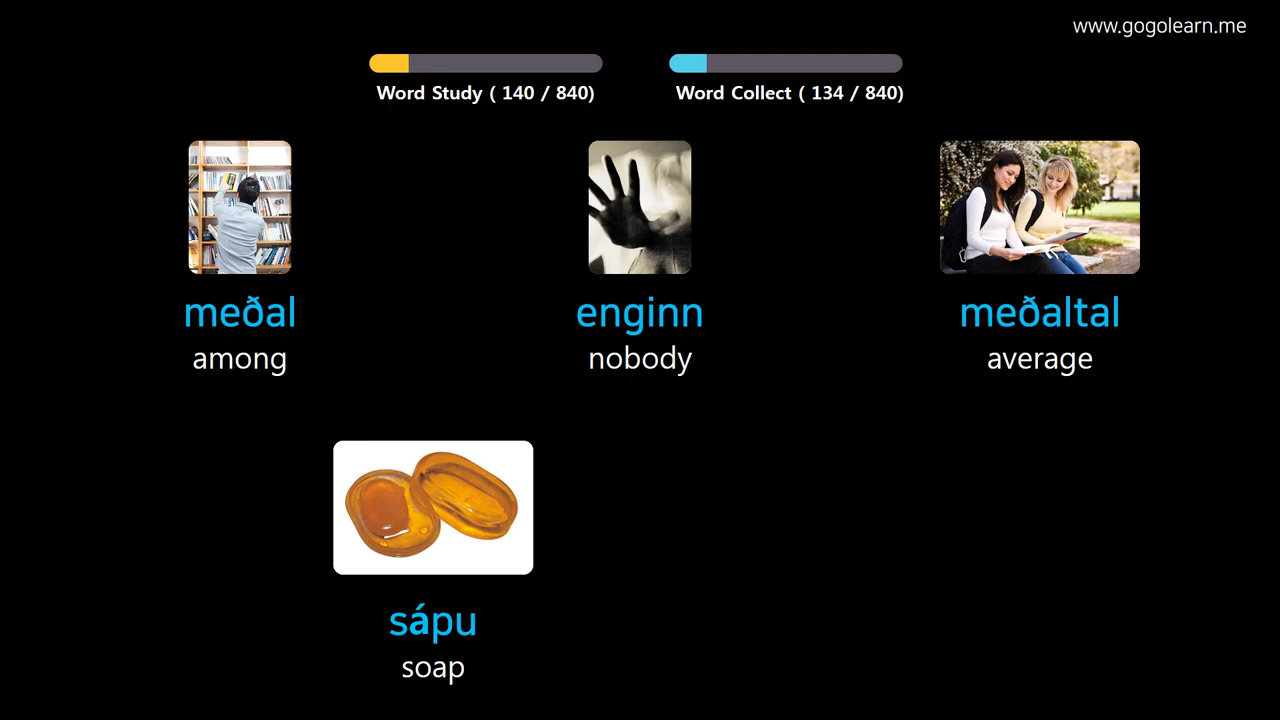 www.gogolearn.me
Word Study ( 140 / 840)
Word Collect ( 134 / 840)
meðal
among
enginn
nobody
meðaltal
average
sápu
soap